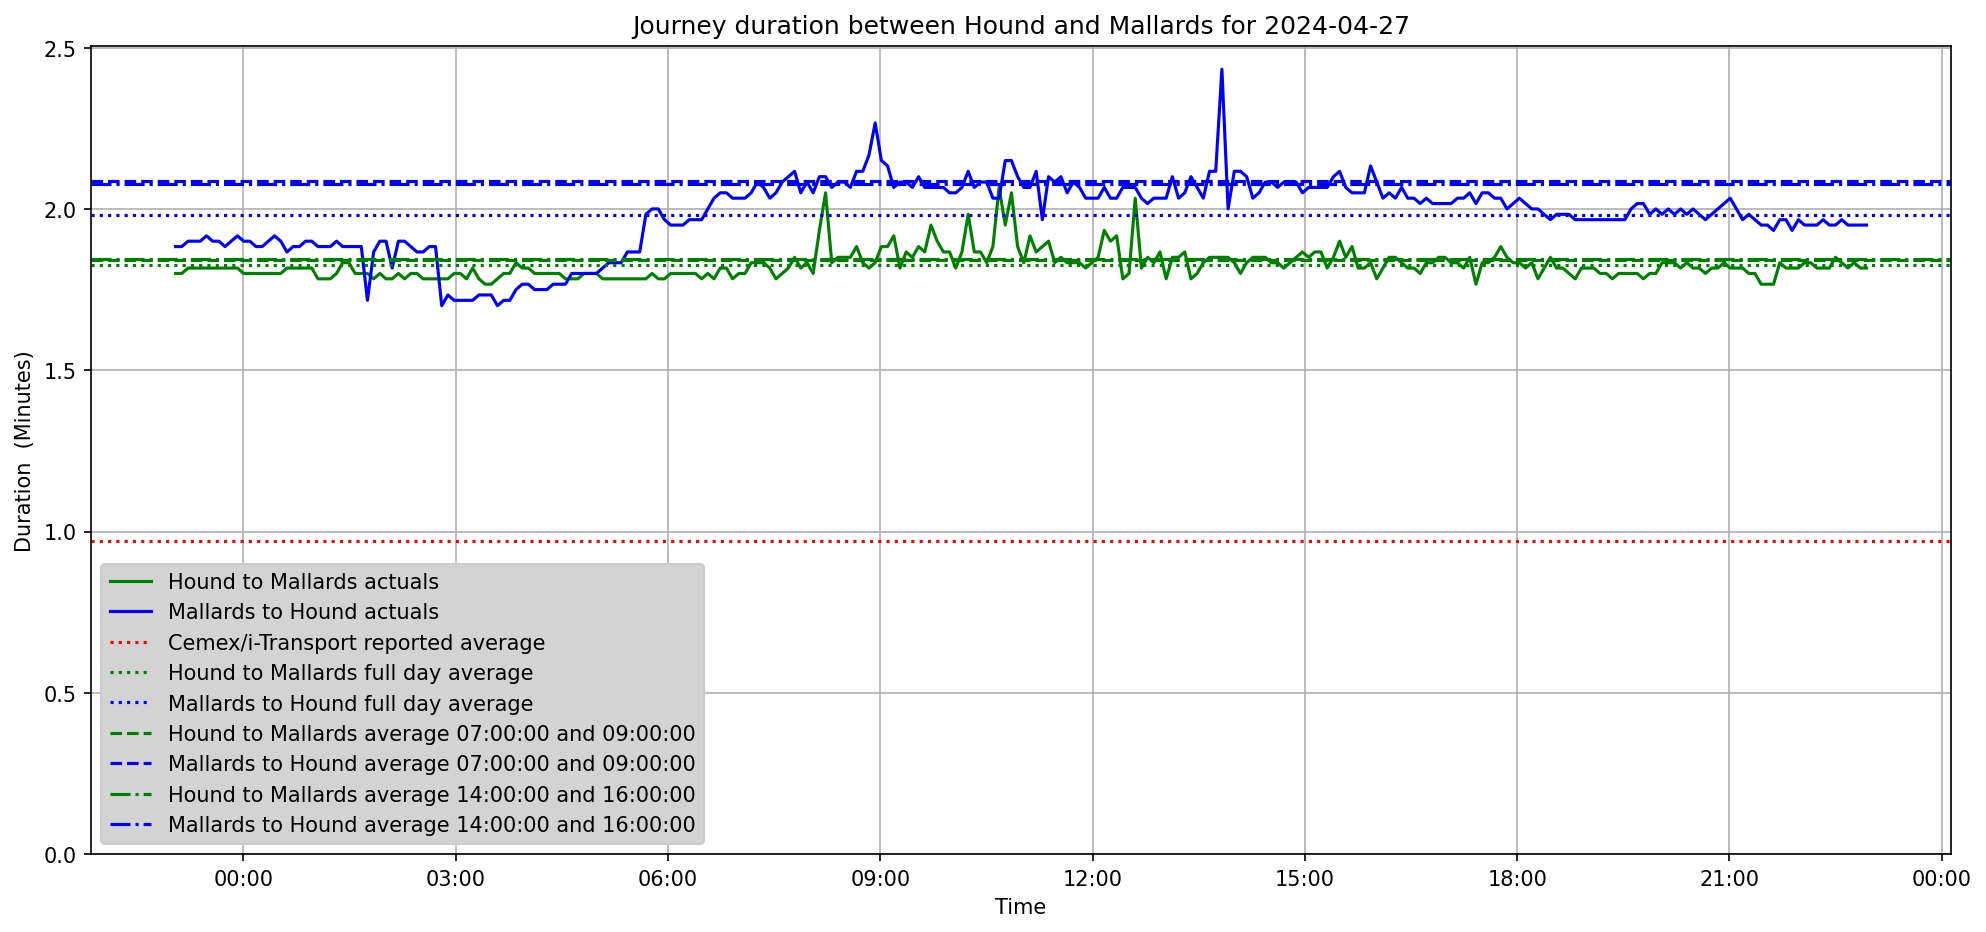 Journey duration between Hound and Mallards for 2024-04-27
2.5
2.0
1.5
1.0
0.5
0.0
Duration  (Minutes)
Hound to Mallards actuals
Mallards to Hound actuals
Cemex/i-Transport reported average
Hound to Mallards full day average
Mallards to Hound full day average
Hound to Mallards average 07:00:00 and 09:00:00
Mallards to Hound average 07:00:00 and 09:00:00
Hound to Mallards average 14:00:00 and 16:00:00
Mallards to Hound average 14:00:00 and 16:00:00
00:00 03:00 06:00 09:00 12:00 15:00 18:00 21:00 00:00
Time